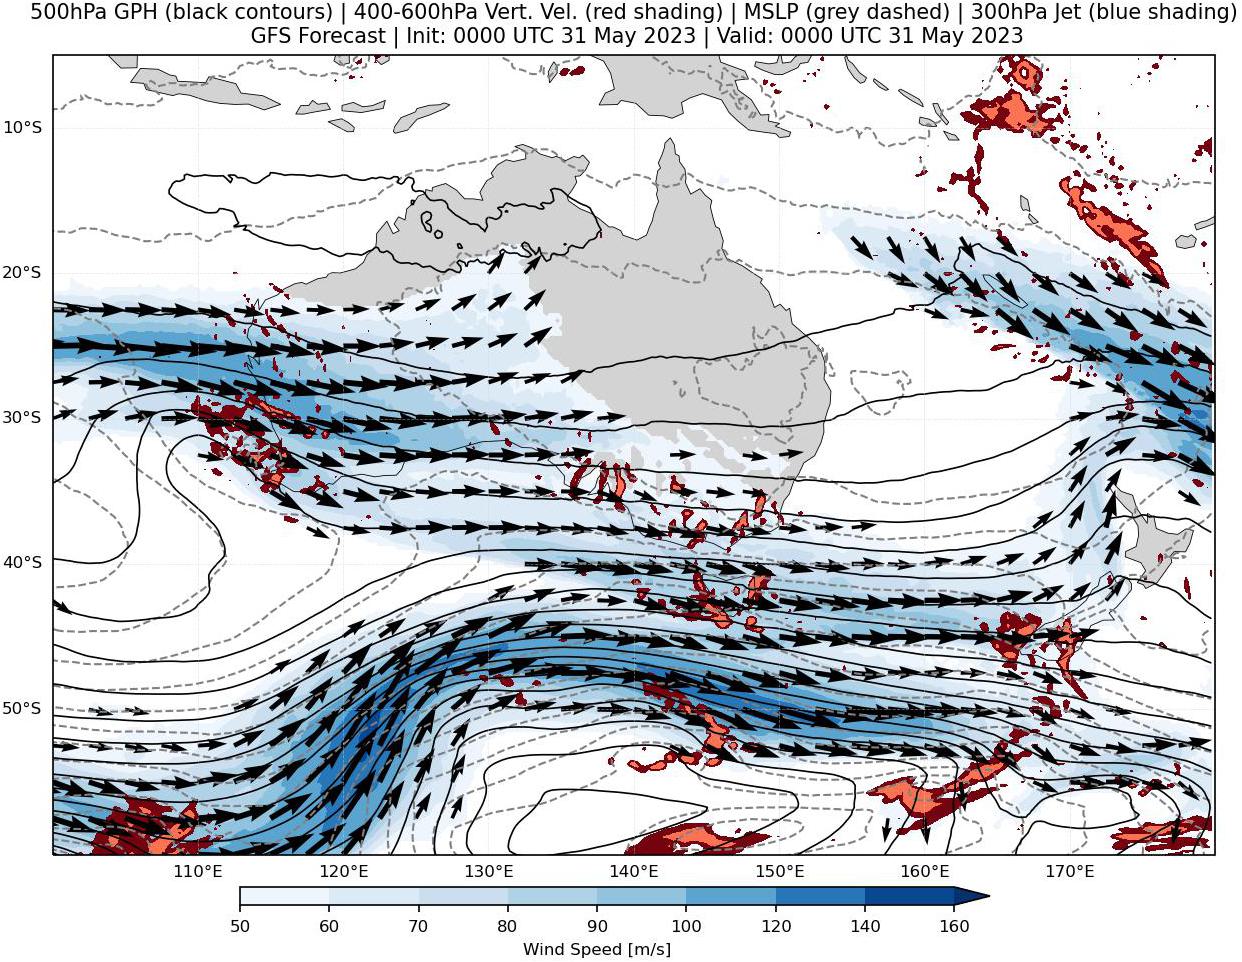 500hPa GPH (black contours) | 400-600hPa Vert. Vel. (red shading) | MSLP (grey dashed) | 300hPa Jet (blue shading)
GFS Forecast | Init: 0000 UTC 31 May 2023 | Valid: 0000 UTC 31 May 2023
10°S
20°S
30°S
40°S
50°S
110°E 120°E 130°E 140°E 150°E 160°E 170°E
50 60 70 80 90 100 120 140 160
Wind Speed [m/s]